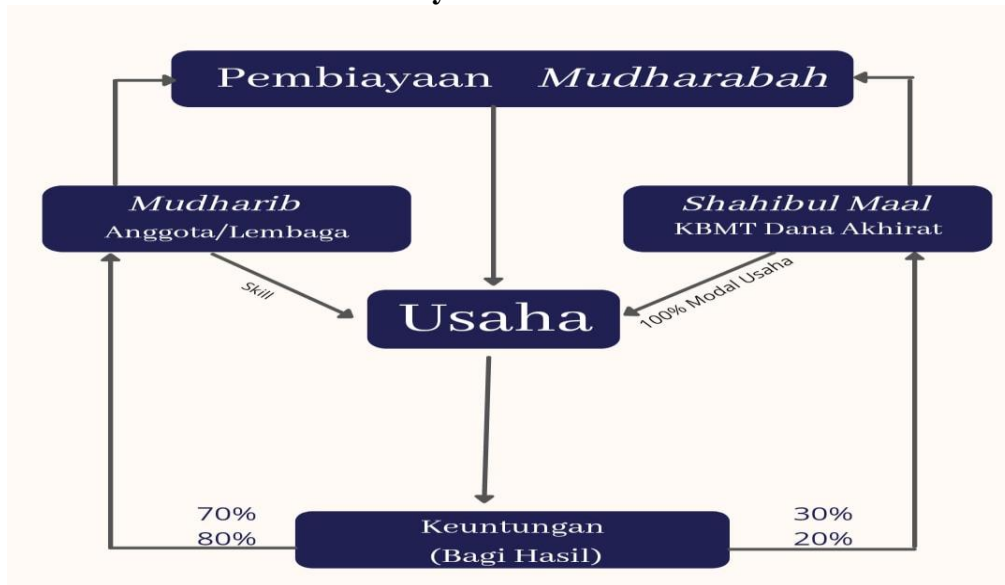 Pembiayaan Mudharabah
Mudharib
Anggota/Lembaga
Shahibul Maal
KBMT Dana Akhirat
Skill
100% Modal Usaha
Usaha
70%
80%
Keuntungan
(Bagi Hasil)
30%
20%